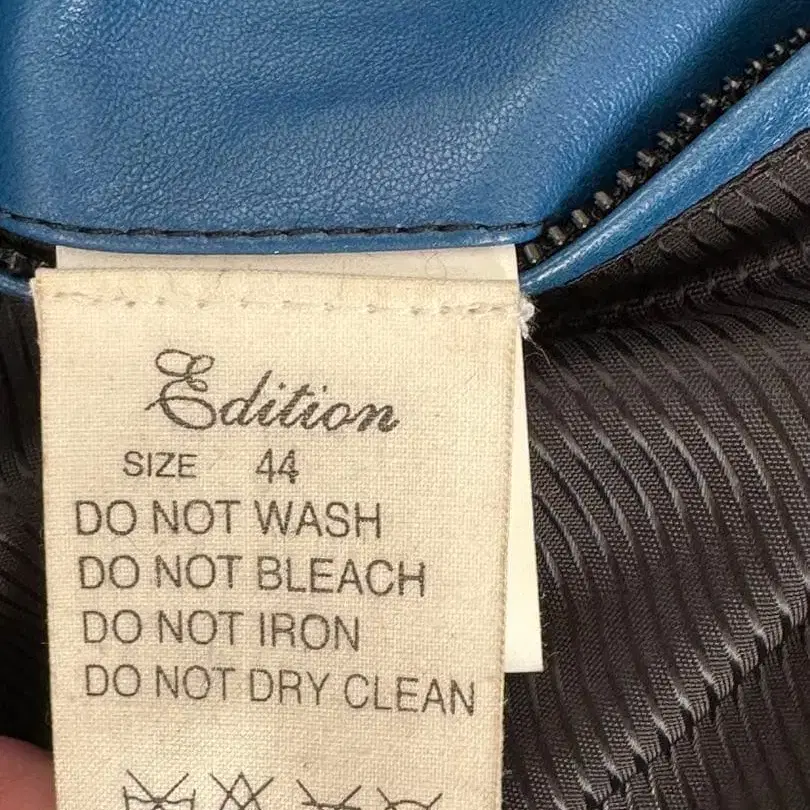 Edition
SIZE 44
DO NOT WASH
DO NOT BLEACH
DO NOT IRON
DO NOT DRY CLEAN